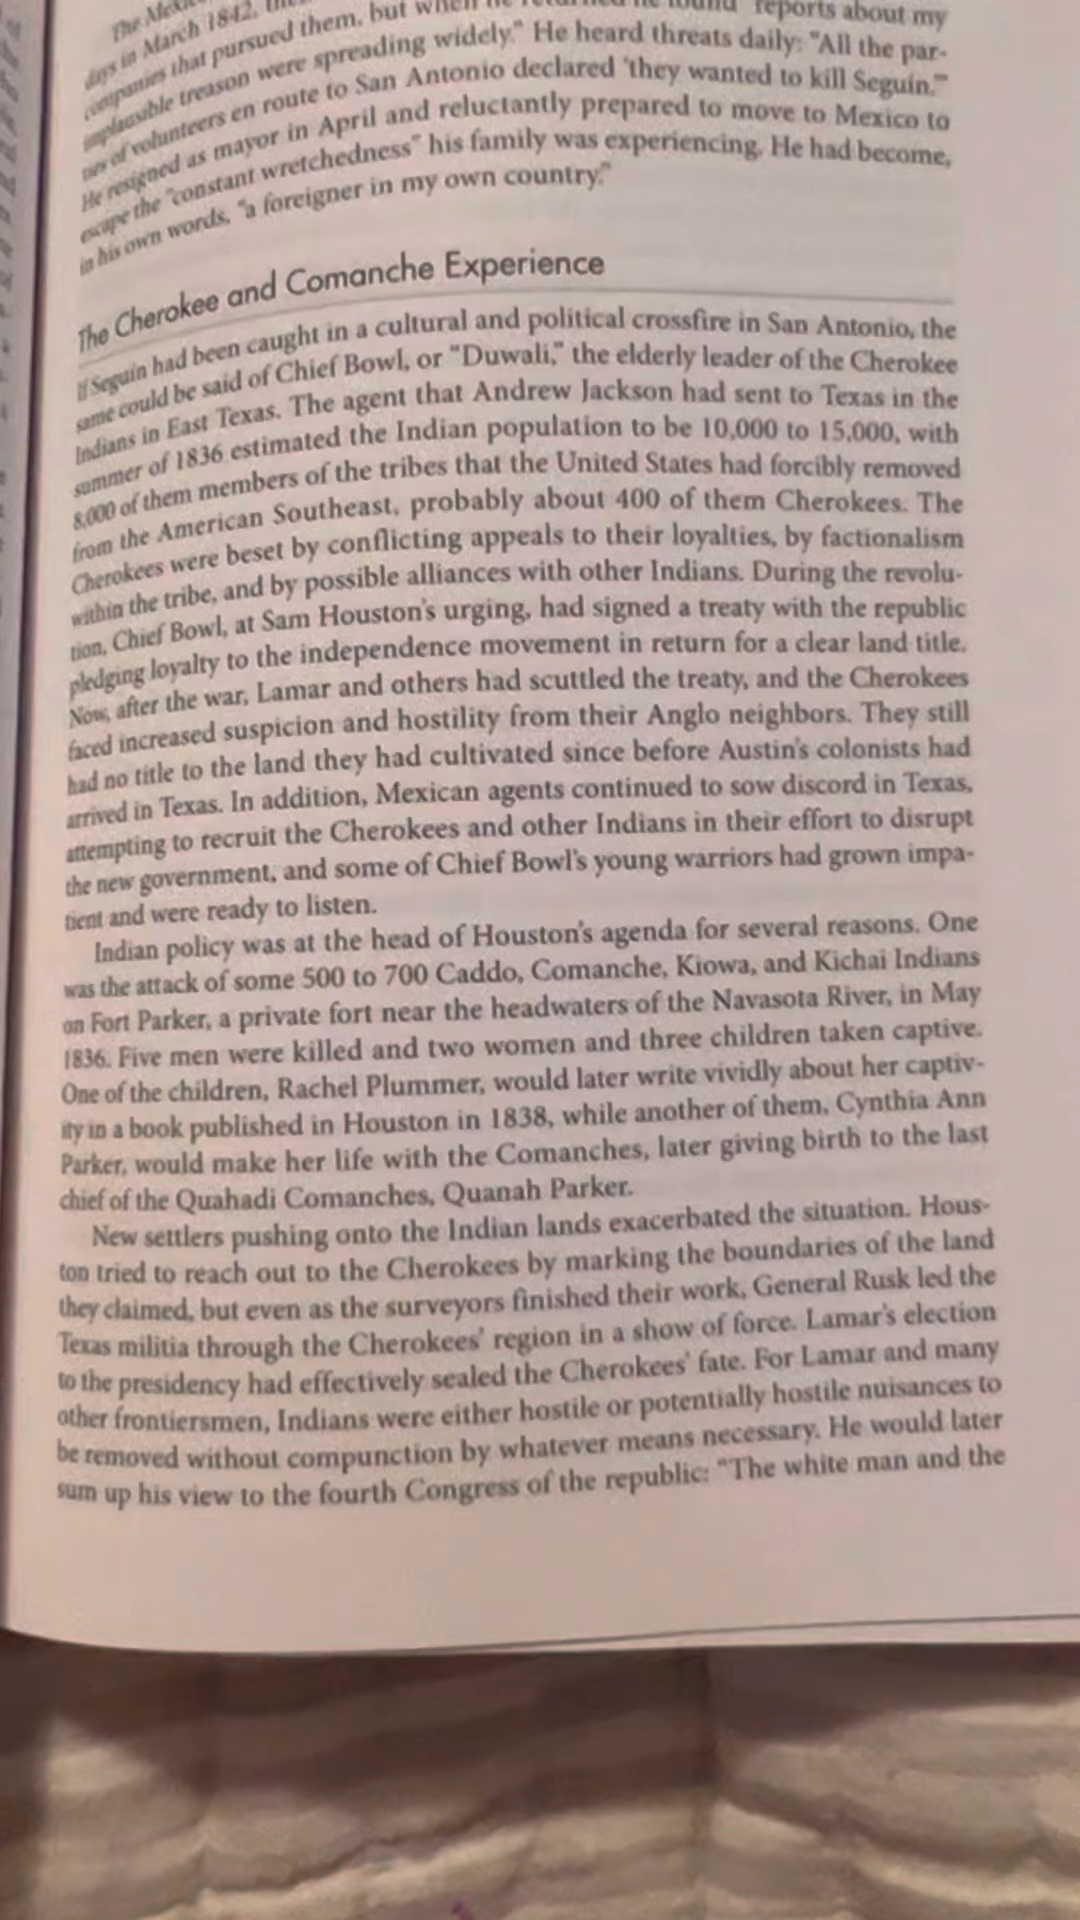 The Mexi
days in March 1842,
companies that pursued them, but when he returned he found "reports about my
implausible treason were spreading widely." He heard threats daily: "All the par-
ties of volunteers en route to San Antonio declared 'they wanted to kill Seguín.'"
He resigned as mayor in April and reluctantly prepared to move to Mexico to
escape the "constant wretchedness" his family was experiencing. He had become,
in his own words, "a foreigner in my own country."
The Cherokee and Comanche Experience
If Seguín had been caught in a cultural and political crossfire in San Antonio, the
same could be said of Chief Bowl, or "Duwali," the elderly leader of the Cherokee
Indians in East Texas. The agent that Andrew Jackson had sent to Texas in the
summer of 1836 estimated the Indian population to be 10,000 to 15,000, with
8,000 of them members of the tribes that the United States had forcibly removed
from the American Southeast, probably about 400 of them Cherokees. The
Cherokees were beset by conflicting appeals to their loyalties, by factionalism
within the tribe, and by possible alliances with other Indians. During the revolu-
tion, Chief Bowl, at Sam Houston's urging, had signed a treaty with the republic
pledging loyalty to the independence movement in return for a clear land title.
Now, after the war, Lamar and others had scuttled the treaty, and the Cherokees
faced increased suspicion and hostility from their Anglo neighbors. They still
had no title to the land they had cultivated since before Austin's colonists had
arrived in Texas. In addition, Mexican agents continued to sow discord in Texas,
attempting to recruit the Cherokees and other Indians in their effort to disrupt
the new government, and some of Chief Bowl's young warriors had grown impa-
tient and were ready to listen.
Indian policy was at the head of Houston's agenda for several reasons. One
was the attack of some 500 to 700 Caddo, Comanche, Kiowa, and Kichai Indians
on Fort Parker, a private fort near the headwaters of the Navasota River, in May
1836. Five men were killed and two women and three children taken captive.
One of the children, Rachel Plummer, would later write vividly about her captiv-
ity in a book published in Houston in 1838, while another of them, Cynthia Ann
Parker, would make her life with the Comanches, later giving birth to the last
chief of the Quahadi Comanches, Quanah Parker.
New settlers pushing onto the Indian lands exacerbated the situation. Hous-
ton tried to reach out to the Cherokees by marking the boundaries of the land
they claimed, but even as the surveyors finished their work, General Rusk led the
Texas militia through the Cherokees' region in a show of force. Lamar's election
to the presidency had effectively sealed the Cherokees' fate. For Lamar and many
other frontiersmen, Indians were either hostile or potentially hostile nuisances to
be removed without compunction by whatever means necessary. He would later
sum up his view to the fourth Congress of the republic: "The white man and the